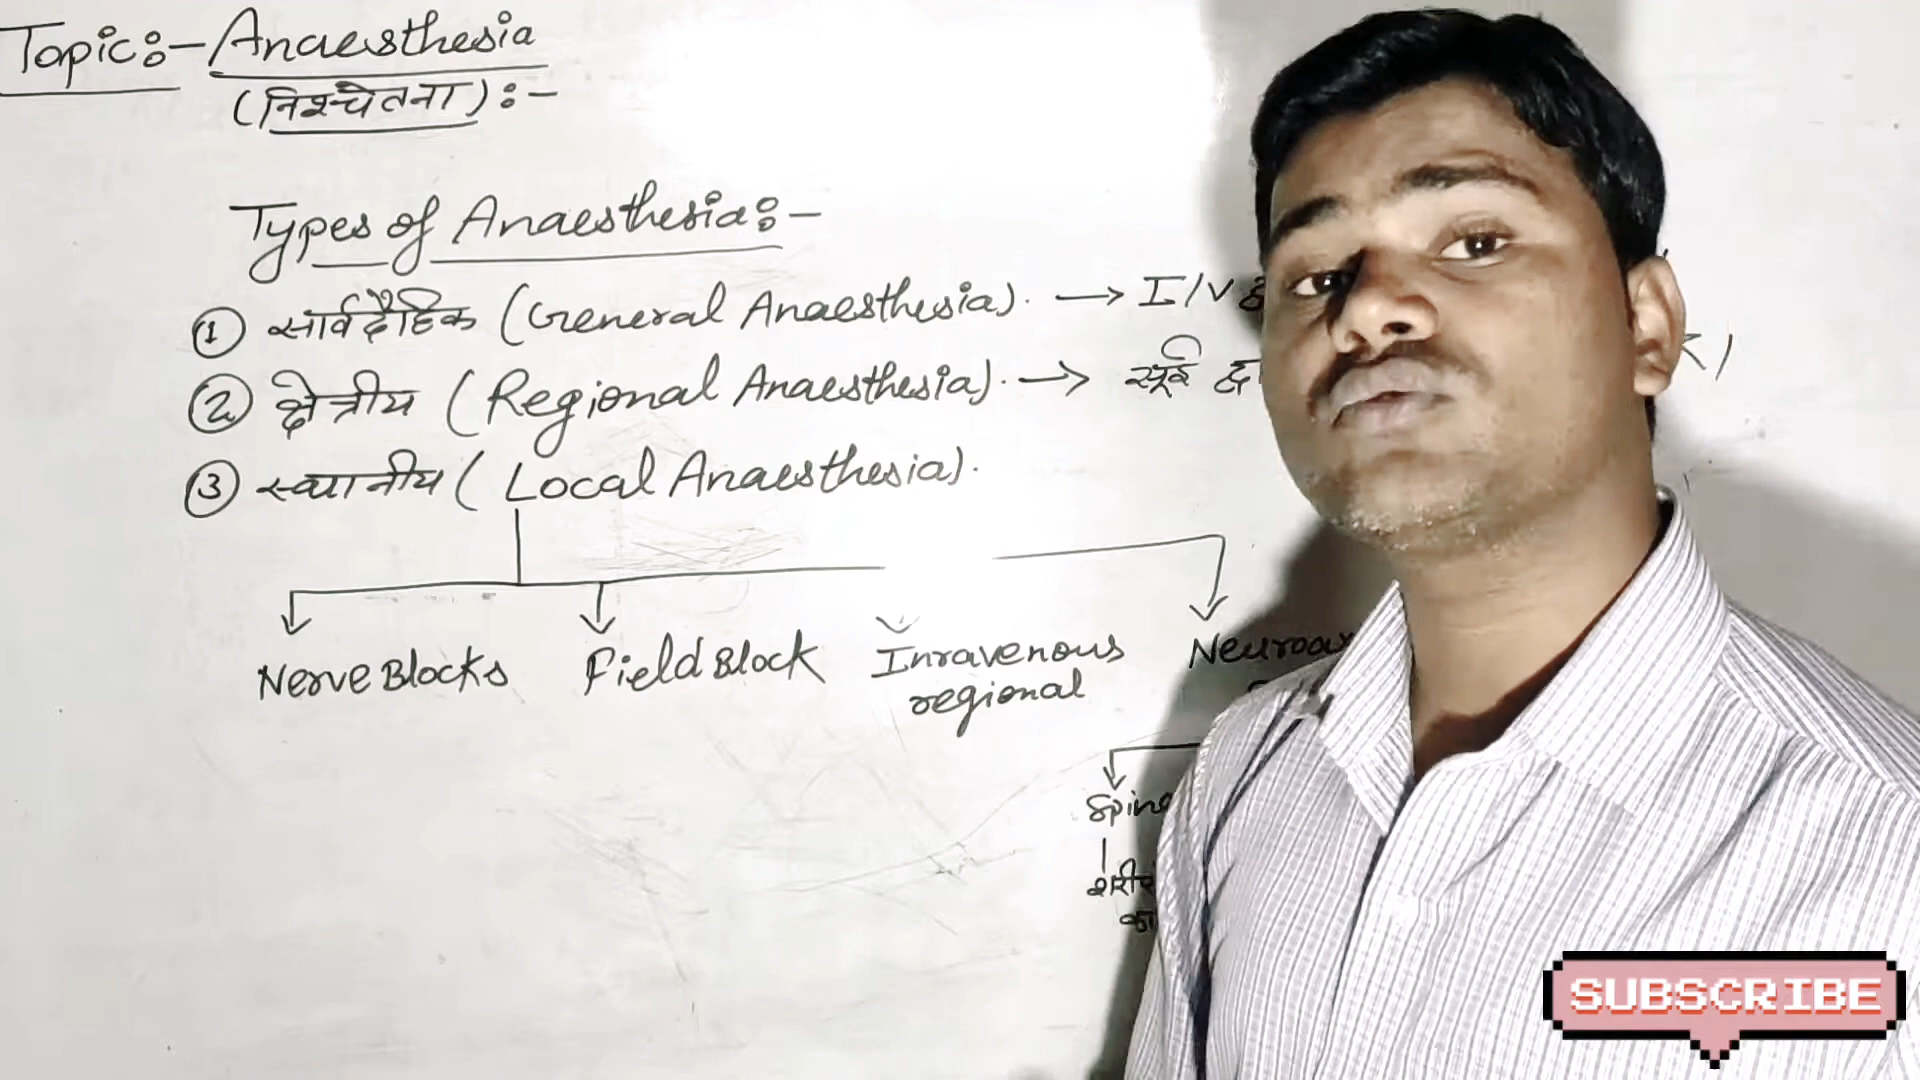 Topic:- Anaesthesia
(निश्चेतना):-
Types of Anaesthesia:-
① सार्वदैहिक (General Anaesthesia). → I/V
② क्षेत्रीय (Regional Anaesthesia). → सूई
③ स्थानीय (Local Anaesthesia).
Nerve Blocks Field Block Inravenous
regional
SUBSCRIBE